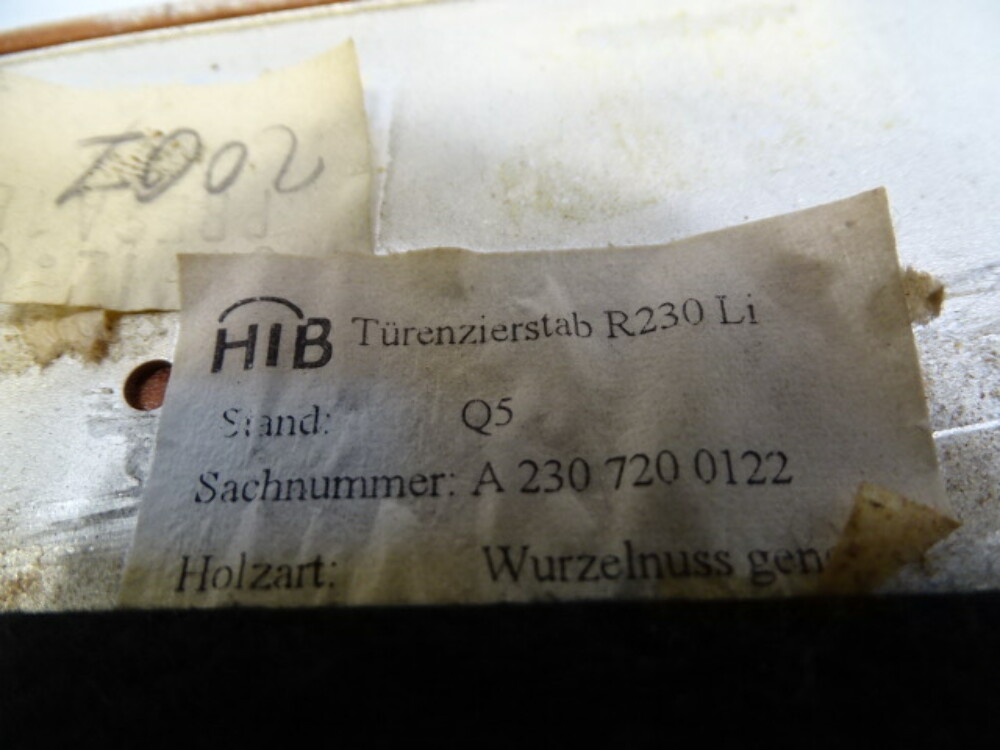 HIB Türenzierstab R230 Li
Stand: Q5
Sachnummer: A 230 720 0122
Holzart: Wurzelnuss